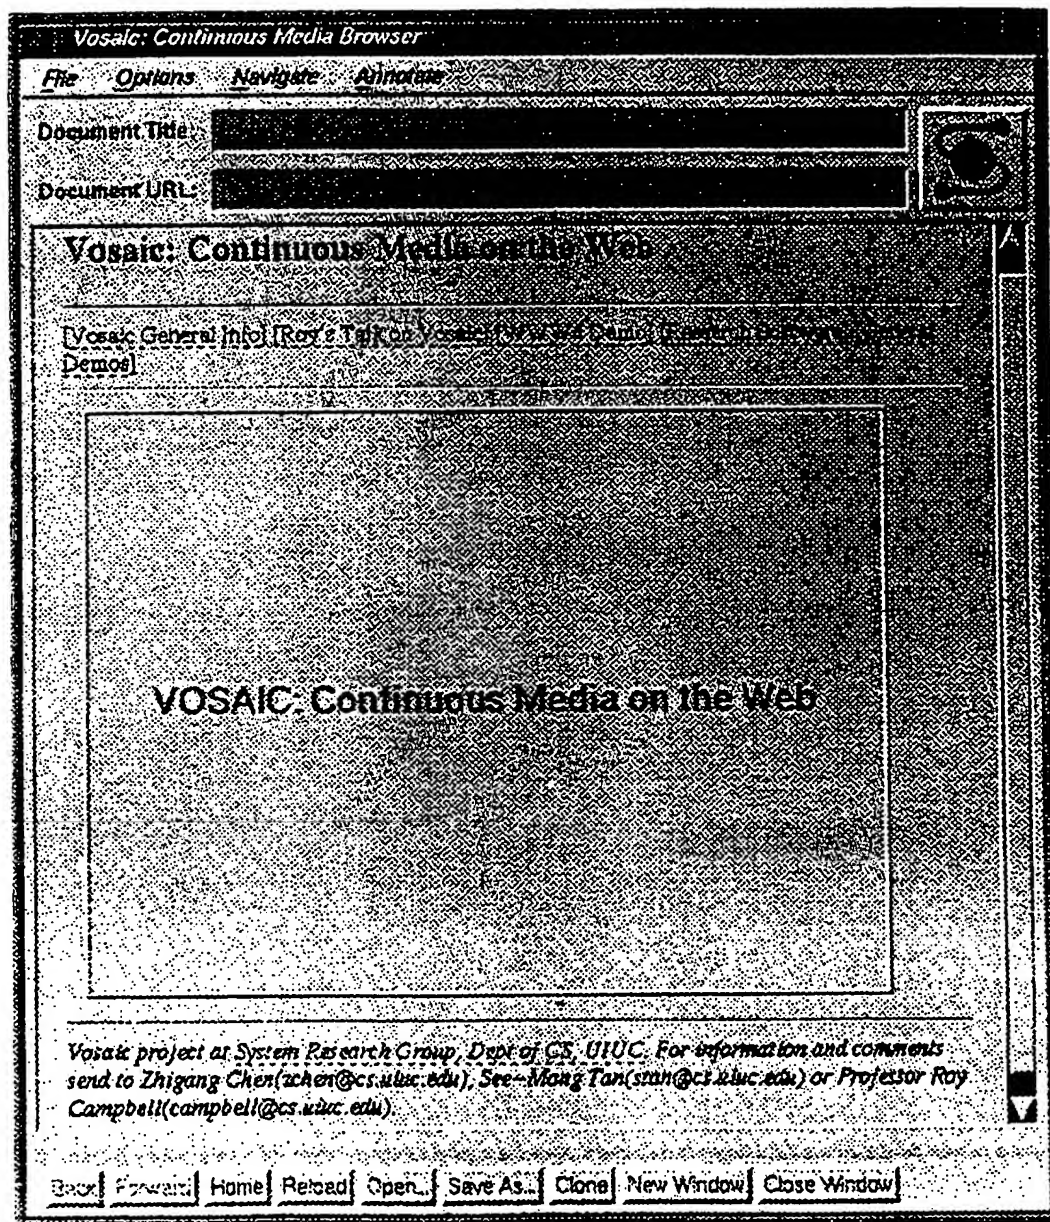 Vosaic: Continuous Media Browser
File Options Navigate Annotate
Document Title:
Document URL:
Vosaic: Continuous Media on the Web
[Vosaic General Info] [Roy's Talk on Vosaic] Demo]
Demos]
VOSAIC: Continuous Media on the Web
Vosaic project at System Research Group, Dept of CS, UIUC. For information and comments
send to Zhigang Chen(zchen@cs.uiuc.edu), See-Mong Tan(stan@cs.uiuc.edu) or Professor Roy
Campbell(campbell@cs.uiuc.edu).
Back Forward Home Reload Open... Save As... Clone New Window Close Window